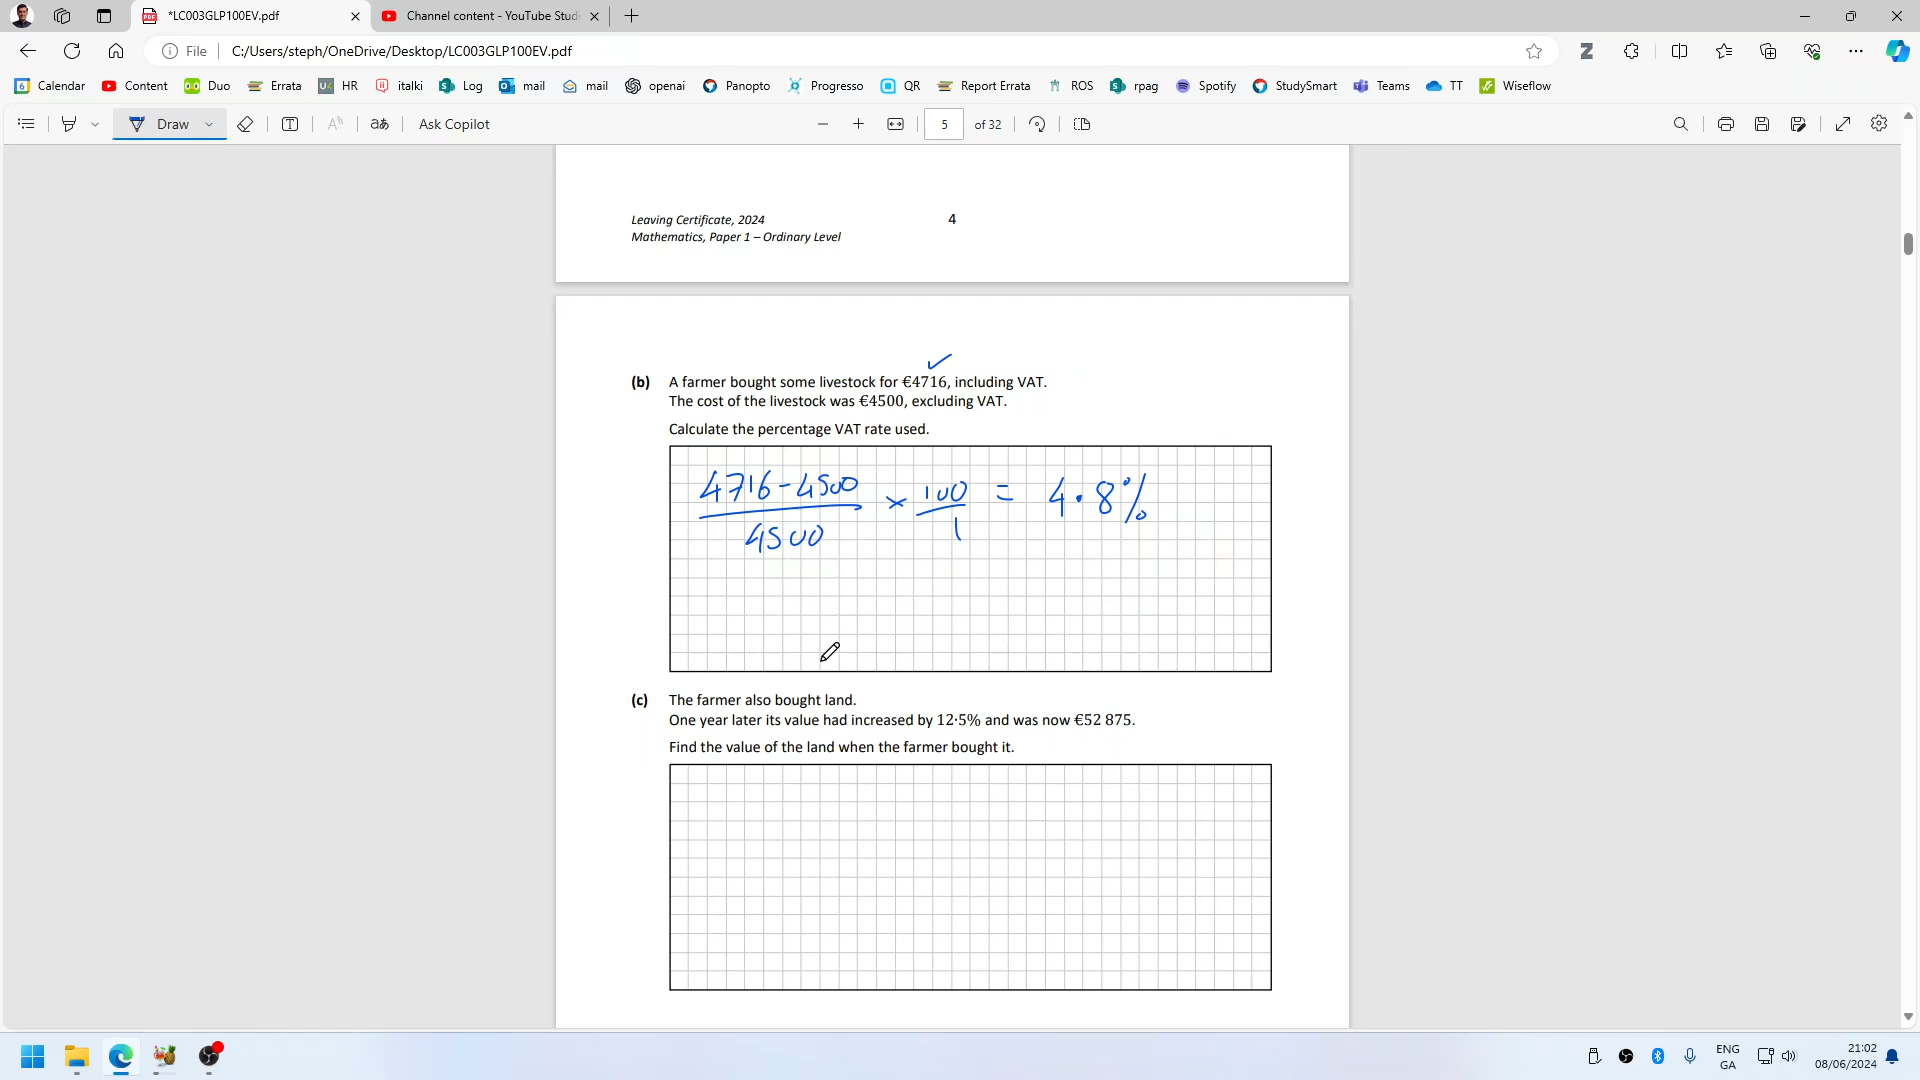 *LC003GLP100EV.pdf
Channel content - YouTube Studi
File
C:/Users/steph/OneDrive/Desktop/LC003GLP100EV.pdf
Calendar Content Duo Errata HR italki Log mail mail openai Panopto Progresso QR Report Errata ROS rpag Spotify StudySmart Teams TT Wiseflow
Draw Ask Copilot 5 of 32
Leaving Certificate, 2024
4
Mathematics, Paper 1 – Ordinary Level
(b) A farmer bought some livestock for €4716, including VAT.
The cost of the livestock was €4500, excluding VAT.
Calculate the percentage VAT rate used.
4716 - 4500
4500
× 100
1
= 4·8%
(c) The farmer also bought land.
One year later its value had increased by 12·5% and was now €52 875.
Find the value of the land when the farmer bought it.
ENG
GA
21:02
08/06/2024